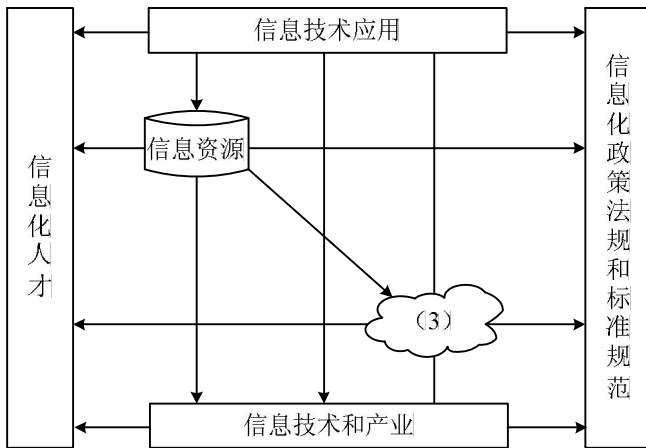 信息技术应用
信息资源
信息化人才
信息化政策法规和标准规范
（3）
信息技术和产业